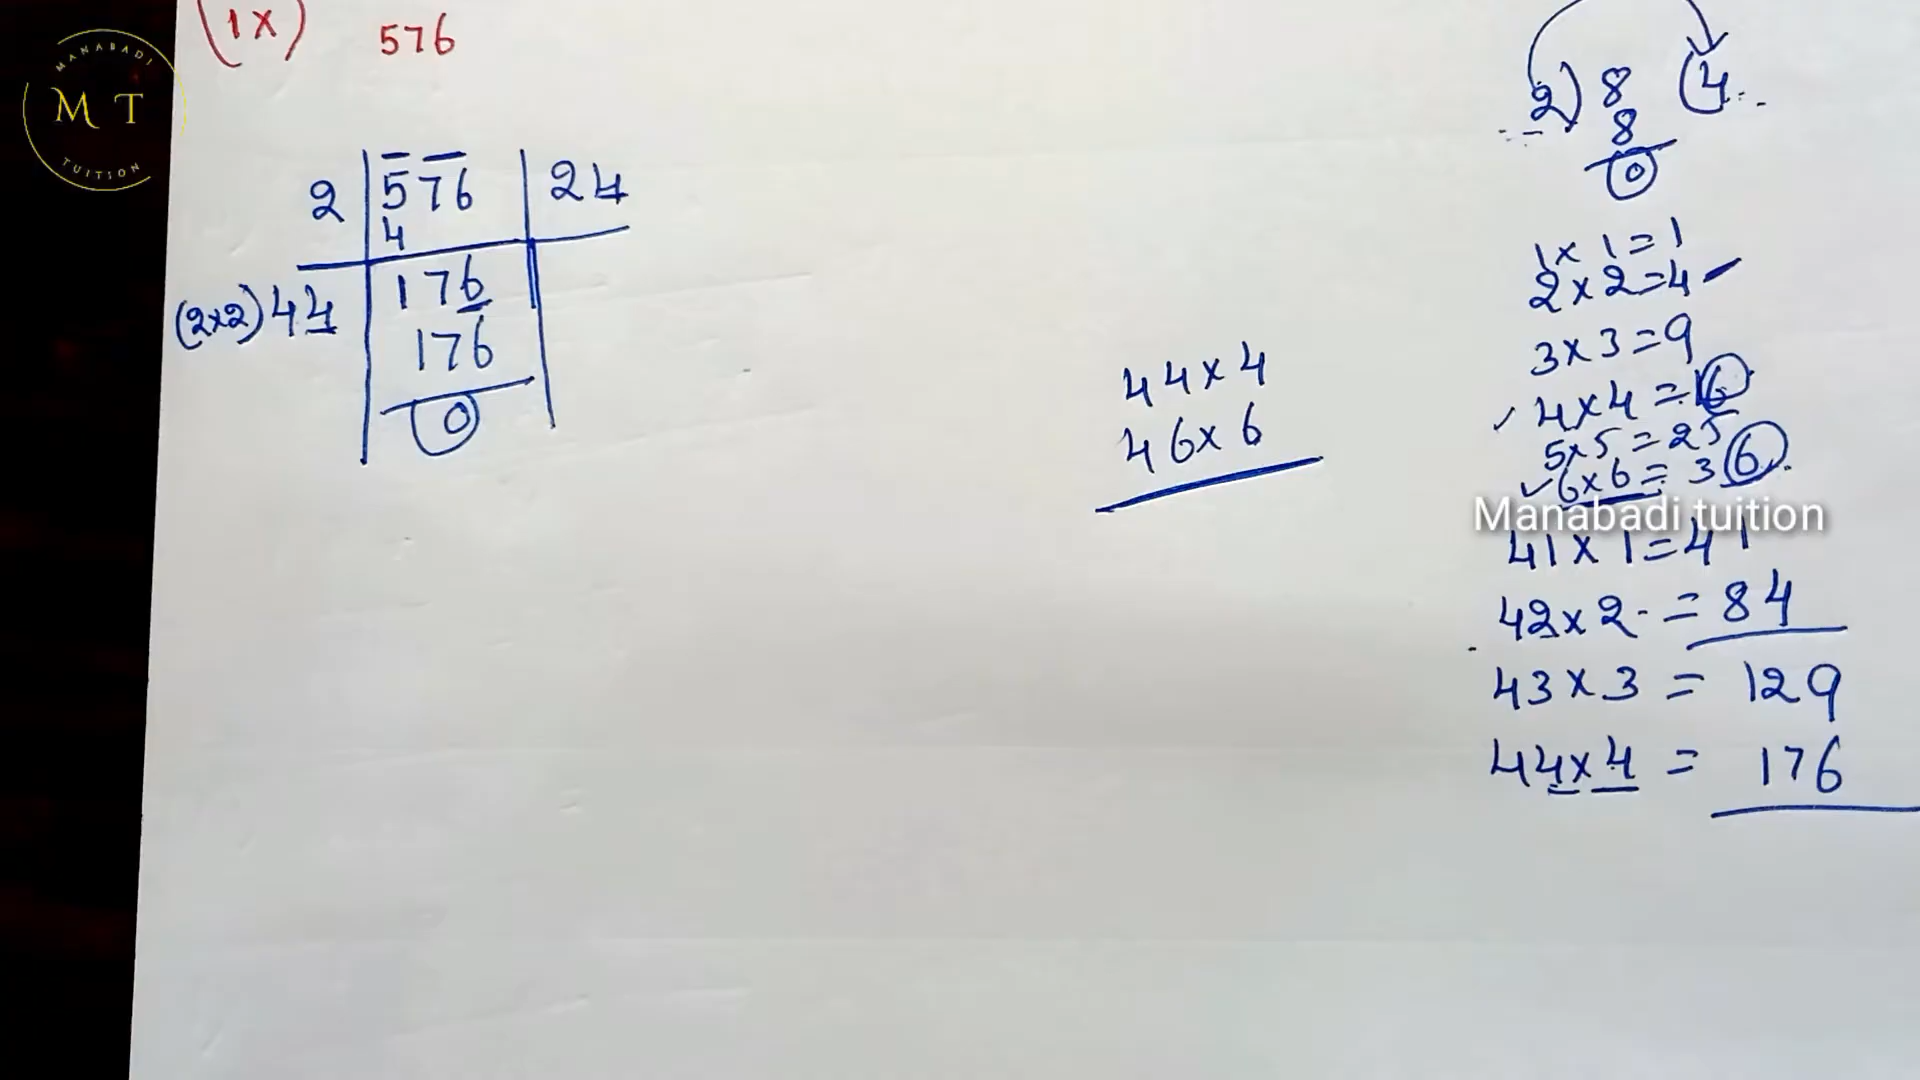 (ix) 576
MANABADI
MT
TUITION
2 | 576 | 24
4
(2x2) 44 | 176
176
0
44x4
46x6
2) 8 (4
8
0
1x1=1
2x2=4
3x3=9
✓ 4x4=16
5x5=25
✓ 6x6=36
Manabadi tuition
41x1=41
42x2=84
43x3=129
44x4=176